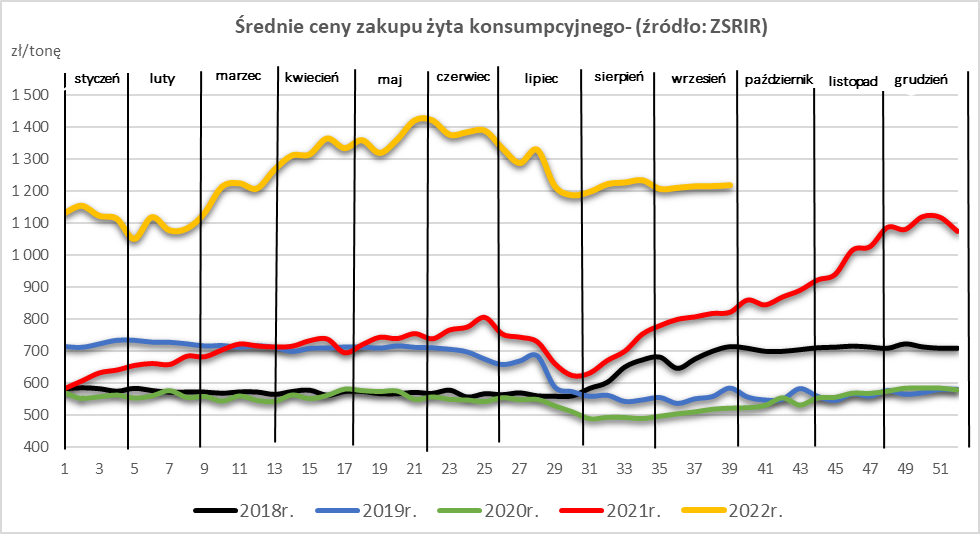 Średnie ceny zakupu żyta konsumpcyjnego- (źródło: ZSRIR)
zł/tonę
styczeń luty marzec kwiecień maj czerwiec lipiec sierpień wrzesień październik listopad grudzień
1 500
1 400
1 300
1 200
1 100
1 000
900
800
700
600
500
400
1 3 5 7 9 11 13 15 17 19 21 23 25 27 29 31 33 35 37 39 41 43 45 47 49 51
2018r. 2019r. 2020r. 2021r. 2022r.